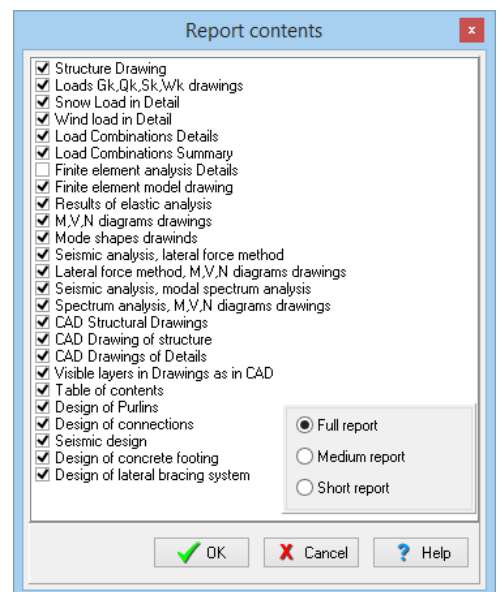 Report contents
x
Structure Drawing
Loads Gk,Qk,Sk,Wk drawings
Snow Load in Detail
Wind load in Detail
Load Combinations Details
Load Combinations Summary
Finite element analysis Details
Finite element model drawing
Results of elastic analysis
M,V,N diagrams drawings
Mode shapes drawinds
Seismic analysis, lateral force method
Lateral force method, M,V,N diagrams drawings
Seismic analysis, modal spectrum analysis
Spectrum analysis, M,V,N diagrams drawings
CAD Structural Drawings
CAD Drawing of structure
CAD Drawings of Details
Visible layers in Drawings as in CAD
Table of contents
Design of Purlins
Design of connections
Seismic design
Design of concrete footing
Design of lateral bracing system
Full report
Medium report
Short report
OK
X Cancel
? Help